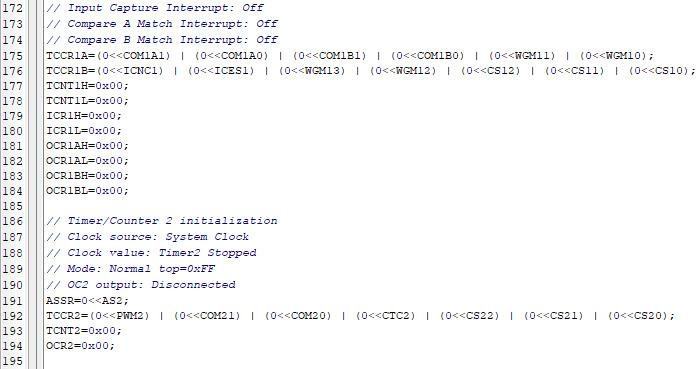 172 // Input Capture Interrupt: Off
173 // Compare A Match Interrupt: Off
174 // Compare B Match Interrupt: Off
175 TCCR1A=(0<<COM1A1) | (0<<COM1A0) | (0<<COM1B1) | (0<<COM1B0) | (0<<WGM11) | (0<<WGM10);
176 TCCR1B=(0<<ICNC1) | (0<<ICES1) | (0<<WGM13) | (0<<WGM12) | (0<<CS12) | (0<<CS11) | (0<<CS10);
177 TCNT1H=0x00;
178 TCNT1L=0x00;
179 ICR1H=0x00;
180 ICR1L=0x00;
181 OCR1AH=0x00;
182 OCR1AL=0x00;
183 OCR1BH=0x00;
184 OCR1BL=0x00;
185
186 // Timer/Counter 2 initialization
187 // Clock source: System Clock
188 // Clock value: Timer2 Stopped
189 // Mode: Normal top=0xFF
190 // OC2 output: Disconnected
191 ASSR=0<<AS2;
192 TCCR2=(0<<PWM2) | (0<<COM21) | (0<<COM20) | (0<<CTC2) | (0<<CS22) | (0<<CS21) | (0<<CS20);
193 TCNT2=0x00;
194 OCR2=0x00;
195